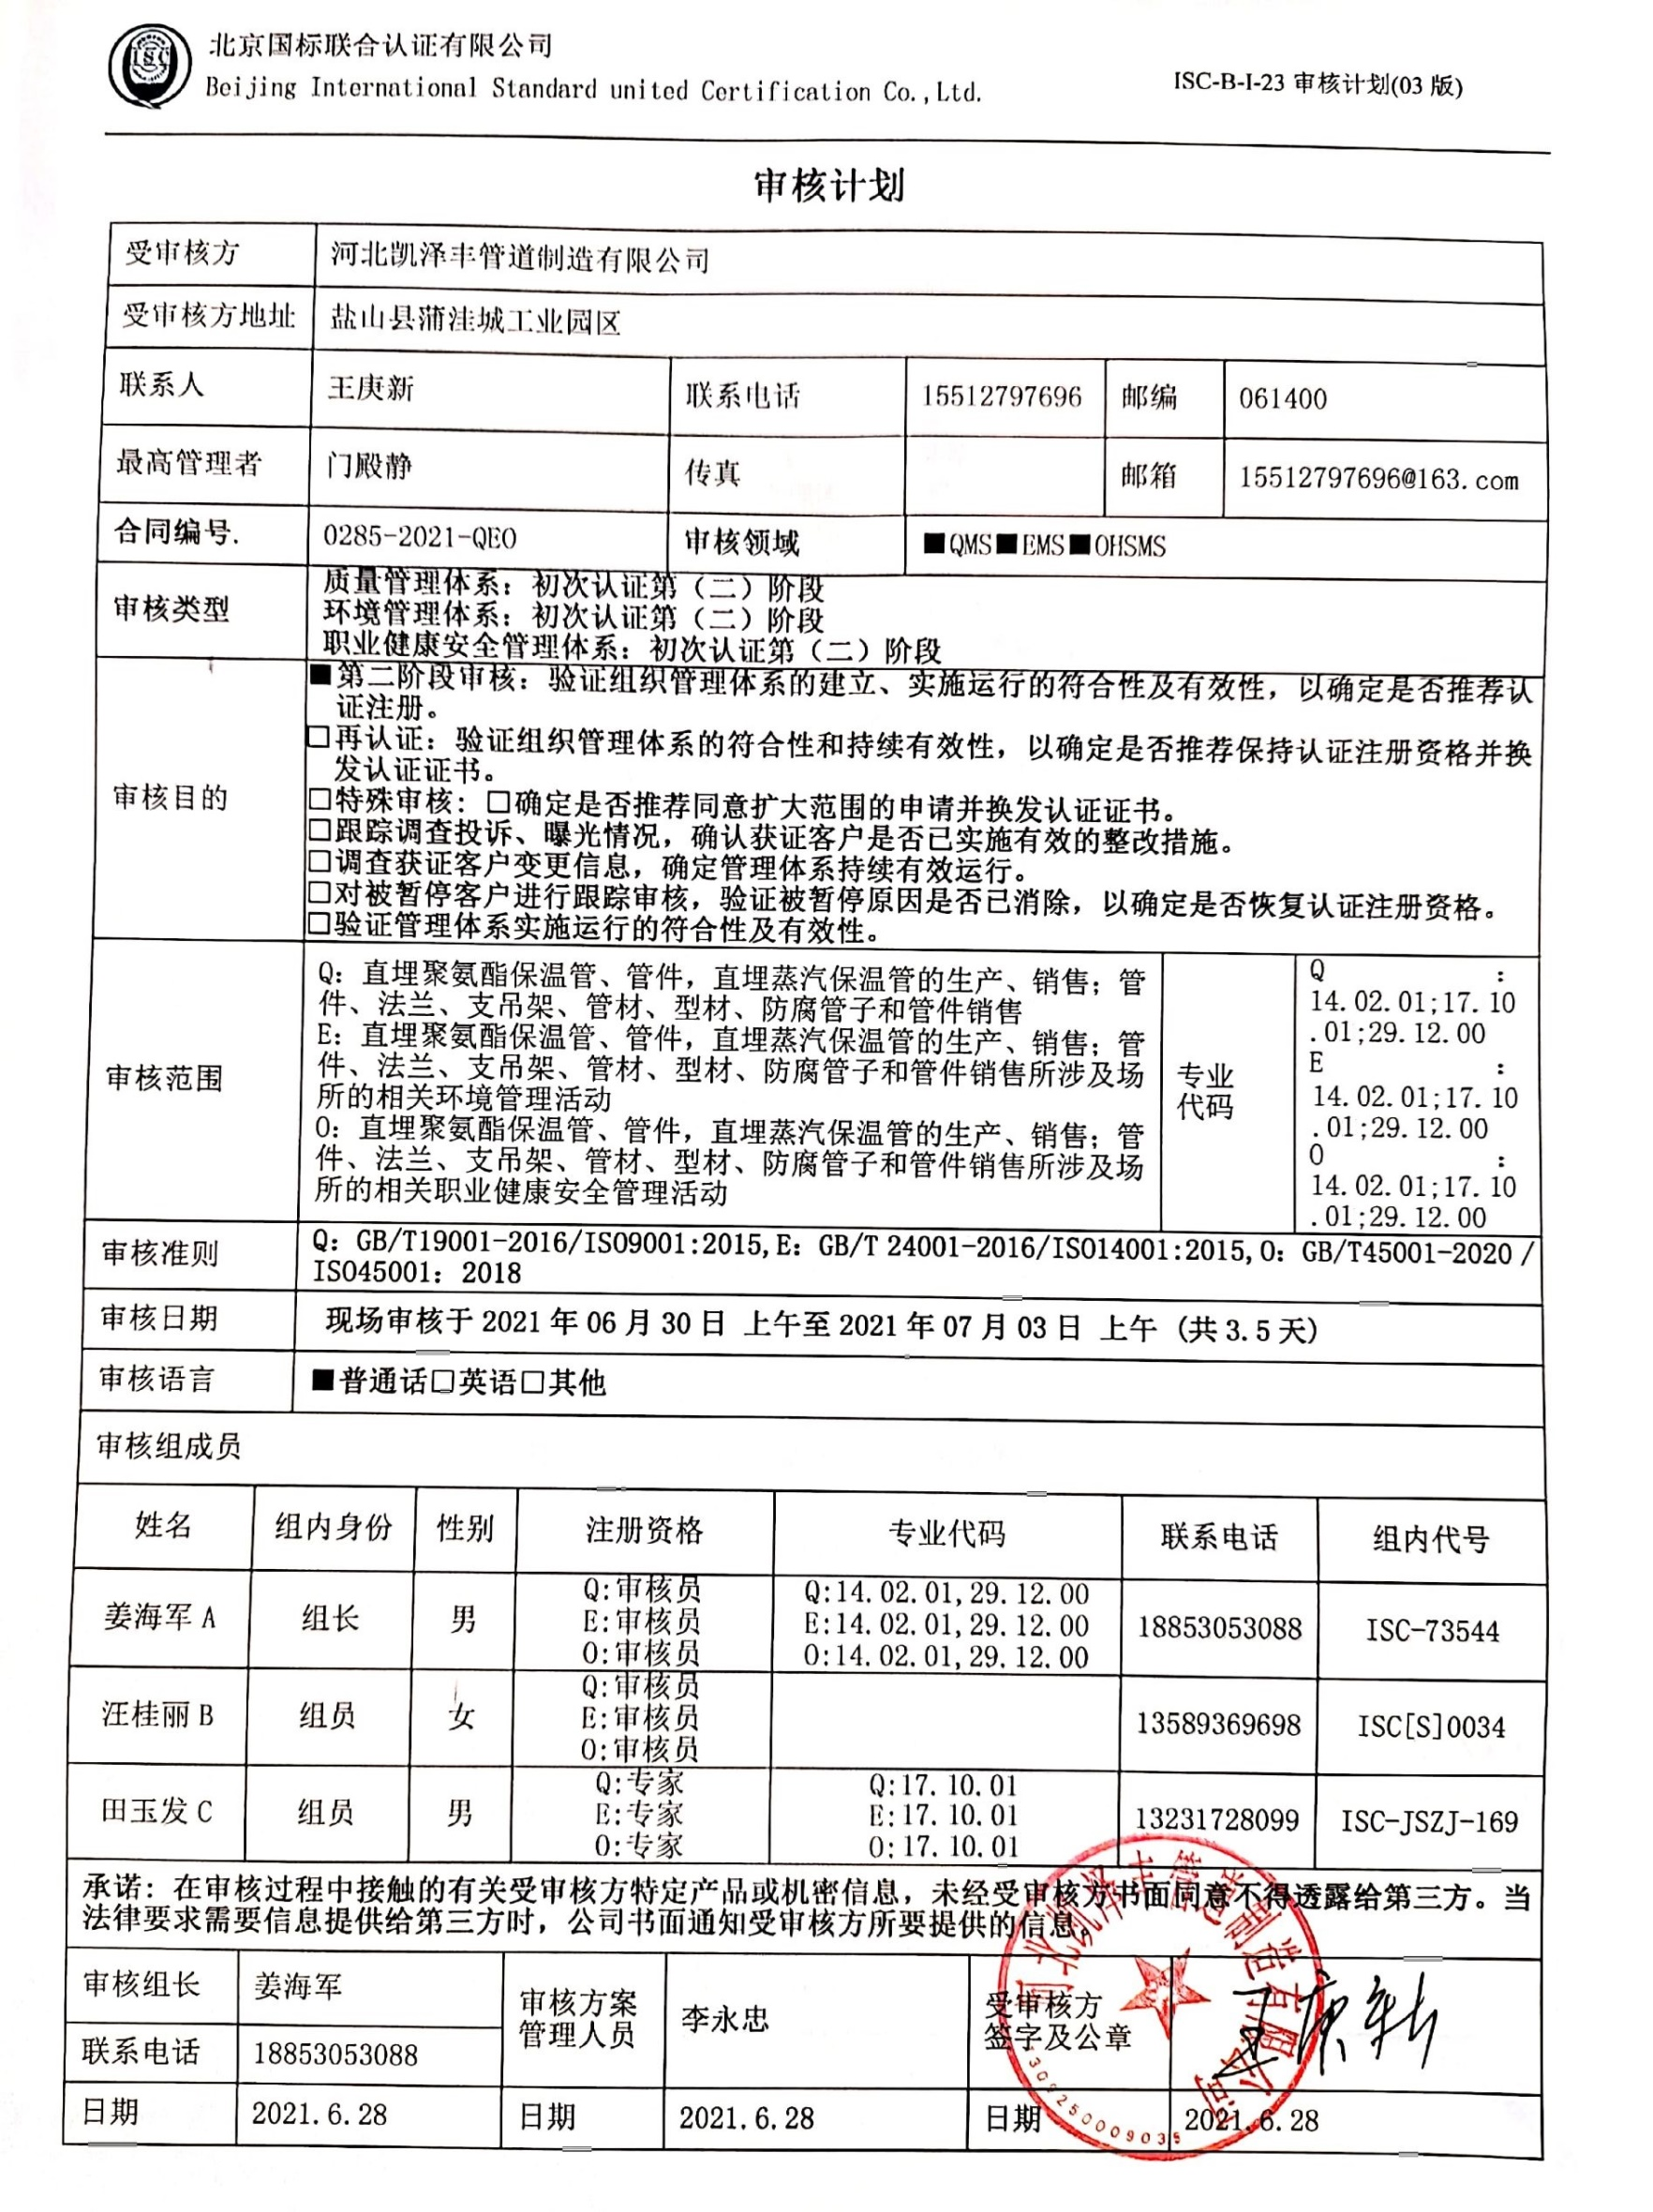 北京国标联合认证有限公司
Beijing International Standard united Certification Co.,Ltd.
ISC-B-I-23 审核计划(03 版)
审核计划
受审核方 河北凯泽丰管道制造有限公司
受审核方地址 盐山县蒲洼城工业园区
联系人 王庚新 联系电话 15512797696 邮编 061400
最高管理者 门殿静 传真 邮箱 15512797696@163.com
合同编号. 0285-2021-QEO 审核领域 ■QMS■EMS■OHSMS
审核类型
质量管理体系：初次认证第（二）阶段
环境管理体系：初次认证第（二）阶段
职业健康安全管理体系：初次认证第（二）阶段
审核目的
■第二阶段审核：验证组织管理体系的建立、实施运行的符合性及有效性，以确定是否推荐认
证注册。
□再认证：验证组织管理体系的符合性和持续有效性，以确定是否推荐保持认证注册资格并换
发认证证书。
□特殊审核：□确定是否推荐同意扩大范围的申请并换发认证证书。
□跟踪调查投诉、曝光情况，确认获证客户是否已实施有效的整改措施。
□调查获证客户变更信息，确定管理体系持续有效运行。
□对被暂停客户进行跟踪审核，验证被暂停原因是否已消除，以确定是否恢复认证注册资格。
□验证管理体系实施运行的符合性及有效性。
审核范围
Q：直埋聚氨酯保温管、管件，直埋蒸汽保温管的生产、销售；管
件、法兰、支吊架、管材、型材、防腐管子和管件销售
E：直埋聚氨酯保温管、管件，直埋蒸汽保温管的生产、销售；管
件、法兰、支吊架、管材、型材、防腐管子和管件销售所涉及场
所的相关环境管理活动
O：直埋聚氨酯保温管、管件，直埋蒸汽保温管的生产、销售；管
件、法兰、支吊架、管材、型材、防腐管子和管件销售所涉及场
所的相关职业健康安全管理活动
专业
代码
Q ：
14.02.01;17.10
.01;29.12.00
E ：
14.02.01;17.10
.01;29.12.00
O ：
14.02.01;17.10
.01;29.12.00
审核准则
Q：GB/T19001-2016/ISO9001:2015,E：GB/T 24001-2016/ISO14001:2015,O：GB/T45001-2020 /
ISO45001：2018
审核日期 现场审核于 2021 年 06 月 30 日 上午至 2021 年 07 月 03 日 上午 (共 3.5 天)
审核语言 ■普通话□英语□其他
审核组成员
姓名 组内身份 性别 注册资格 专业代码 联系电话 组内代号
姜海军 A 组长 男
Q:审核员
E:审核员
O:审核员
Q:14.02.01,29.12.00
E:14.02.01,29.12.00
O:14.02.01,29.12.00
18853053088 ISC-73544
汪桂丽 B 组员 女
Q:审核员
E:审核员
O:审核员
13589369698 ISC[S]0034
田玉发 C 组员 男
Q:专家
E:专家
O:专家
Q:17.10.01
E:17.10.01
O:17.10.01
13231728099 ISC-JSZJ-169
承诺：在审核过程中接触的有关受审核方特定产品或机密信息，未经受审核方书面同意不得透露给第三方。当
法律要求需要信息提供给第三方时，公司书面通知受审核方所要提供的信息。
审核组长 姜海军
联系电话 18853053088
审核方案
管理人员
李永忠
受审核方
签字及公章
王庚新
河北凯泽丰管道制造有限公司
1309250009035
日期 2021.6.28 日期 2021.6.28 日期 2021.6.28